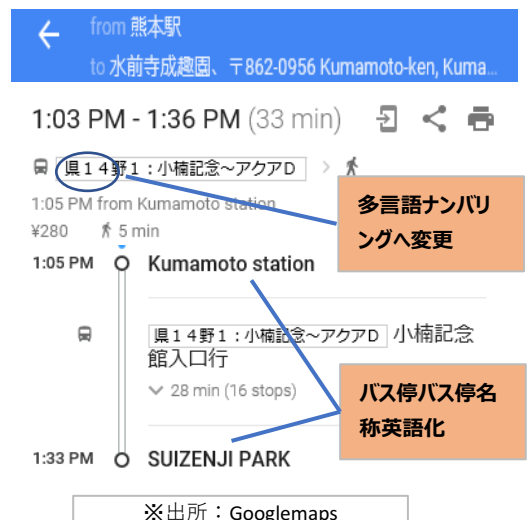 from 熊本駅
to 水前寺成趣園、〒862-0956 Kumamoto-ken, Kuma...
1:03 PM - 1:36 PM (33 min)
県14野1：小楠記念～アクアD
1:05 PM from Kumamoto station
¥280 5 min
多言語ナンバリ
ングへ変更
1:05 PM Kumamoto station
県14野1：小楠記念～アクアD 小楠記念
館入口行
28 min (16 stops)
バス停バス停名
称英語化
1:33 PM SUIZENJI PARK
※出所：Googlemaps